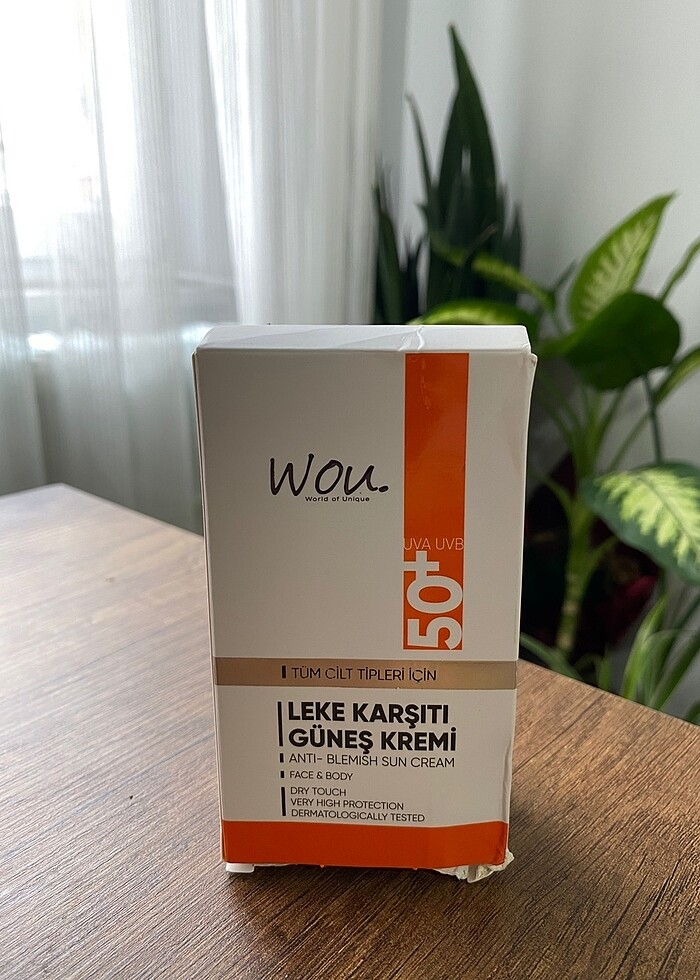 Wou.
World of Unique
UVA UVB
50+
TÜM CİLT TİPLERİ İÇİN
LEKE KARŞITI
GÜNEŞ KREMİ
ANTI- BLEMISH SUN CREAM
FACE & BODY
DRY TOUCH
VERY HIGH PROTECTION
DERMATOLOGICALLY TESTED